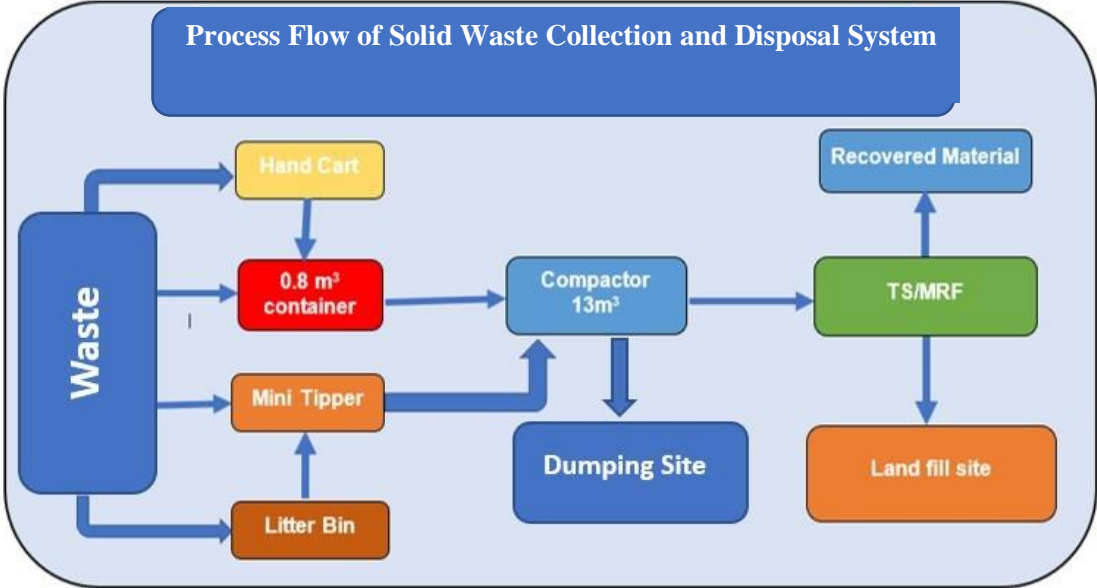 Process Flow of Solid Waste Collection and Disposal System
Hand Cart
Recovered Material
Waste
0.8 m³
container
Compactor
13m³
TS/MRF
Mini Tipper
Dumping Site
Land fill site
Litter Bin